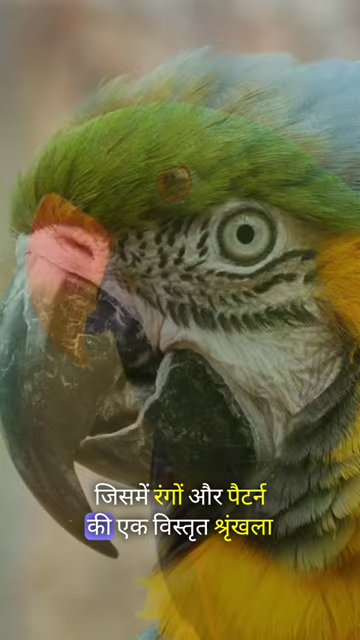 जिसमें रंगों और पैटर्न
की एक विस्तृत श्रृंखला